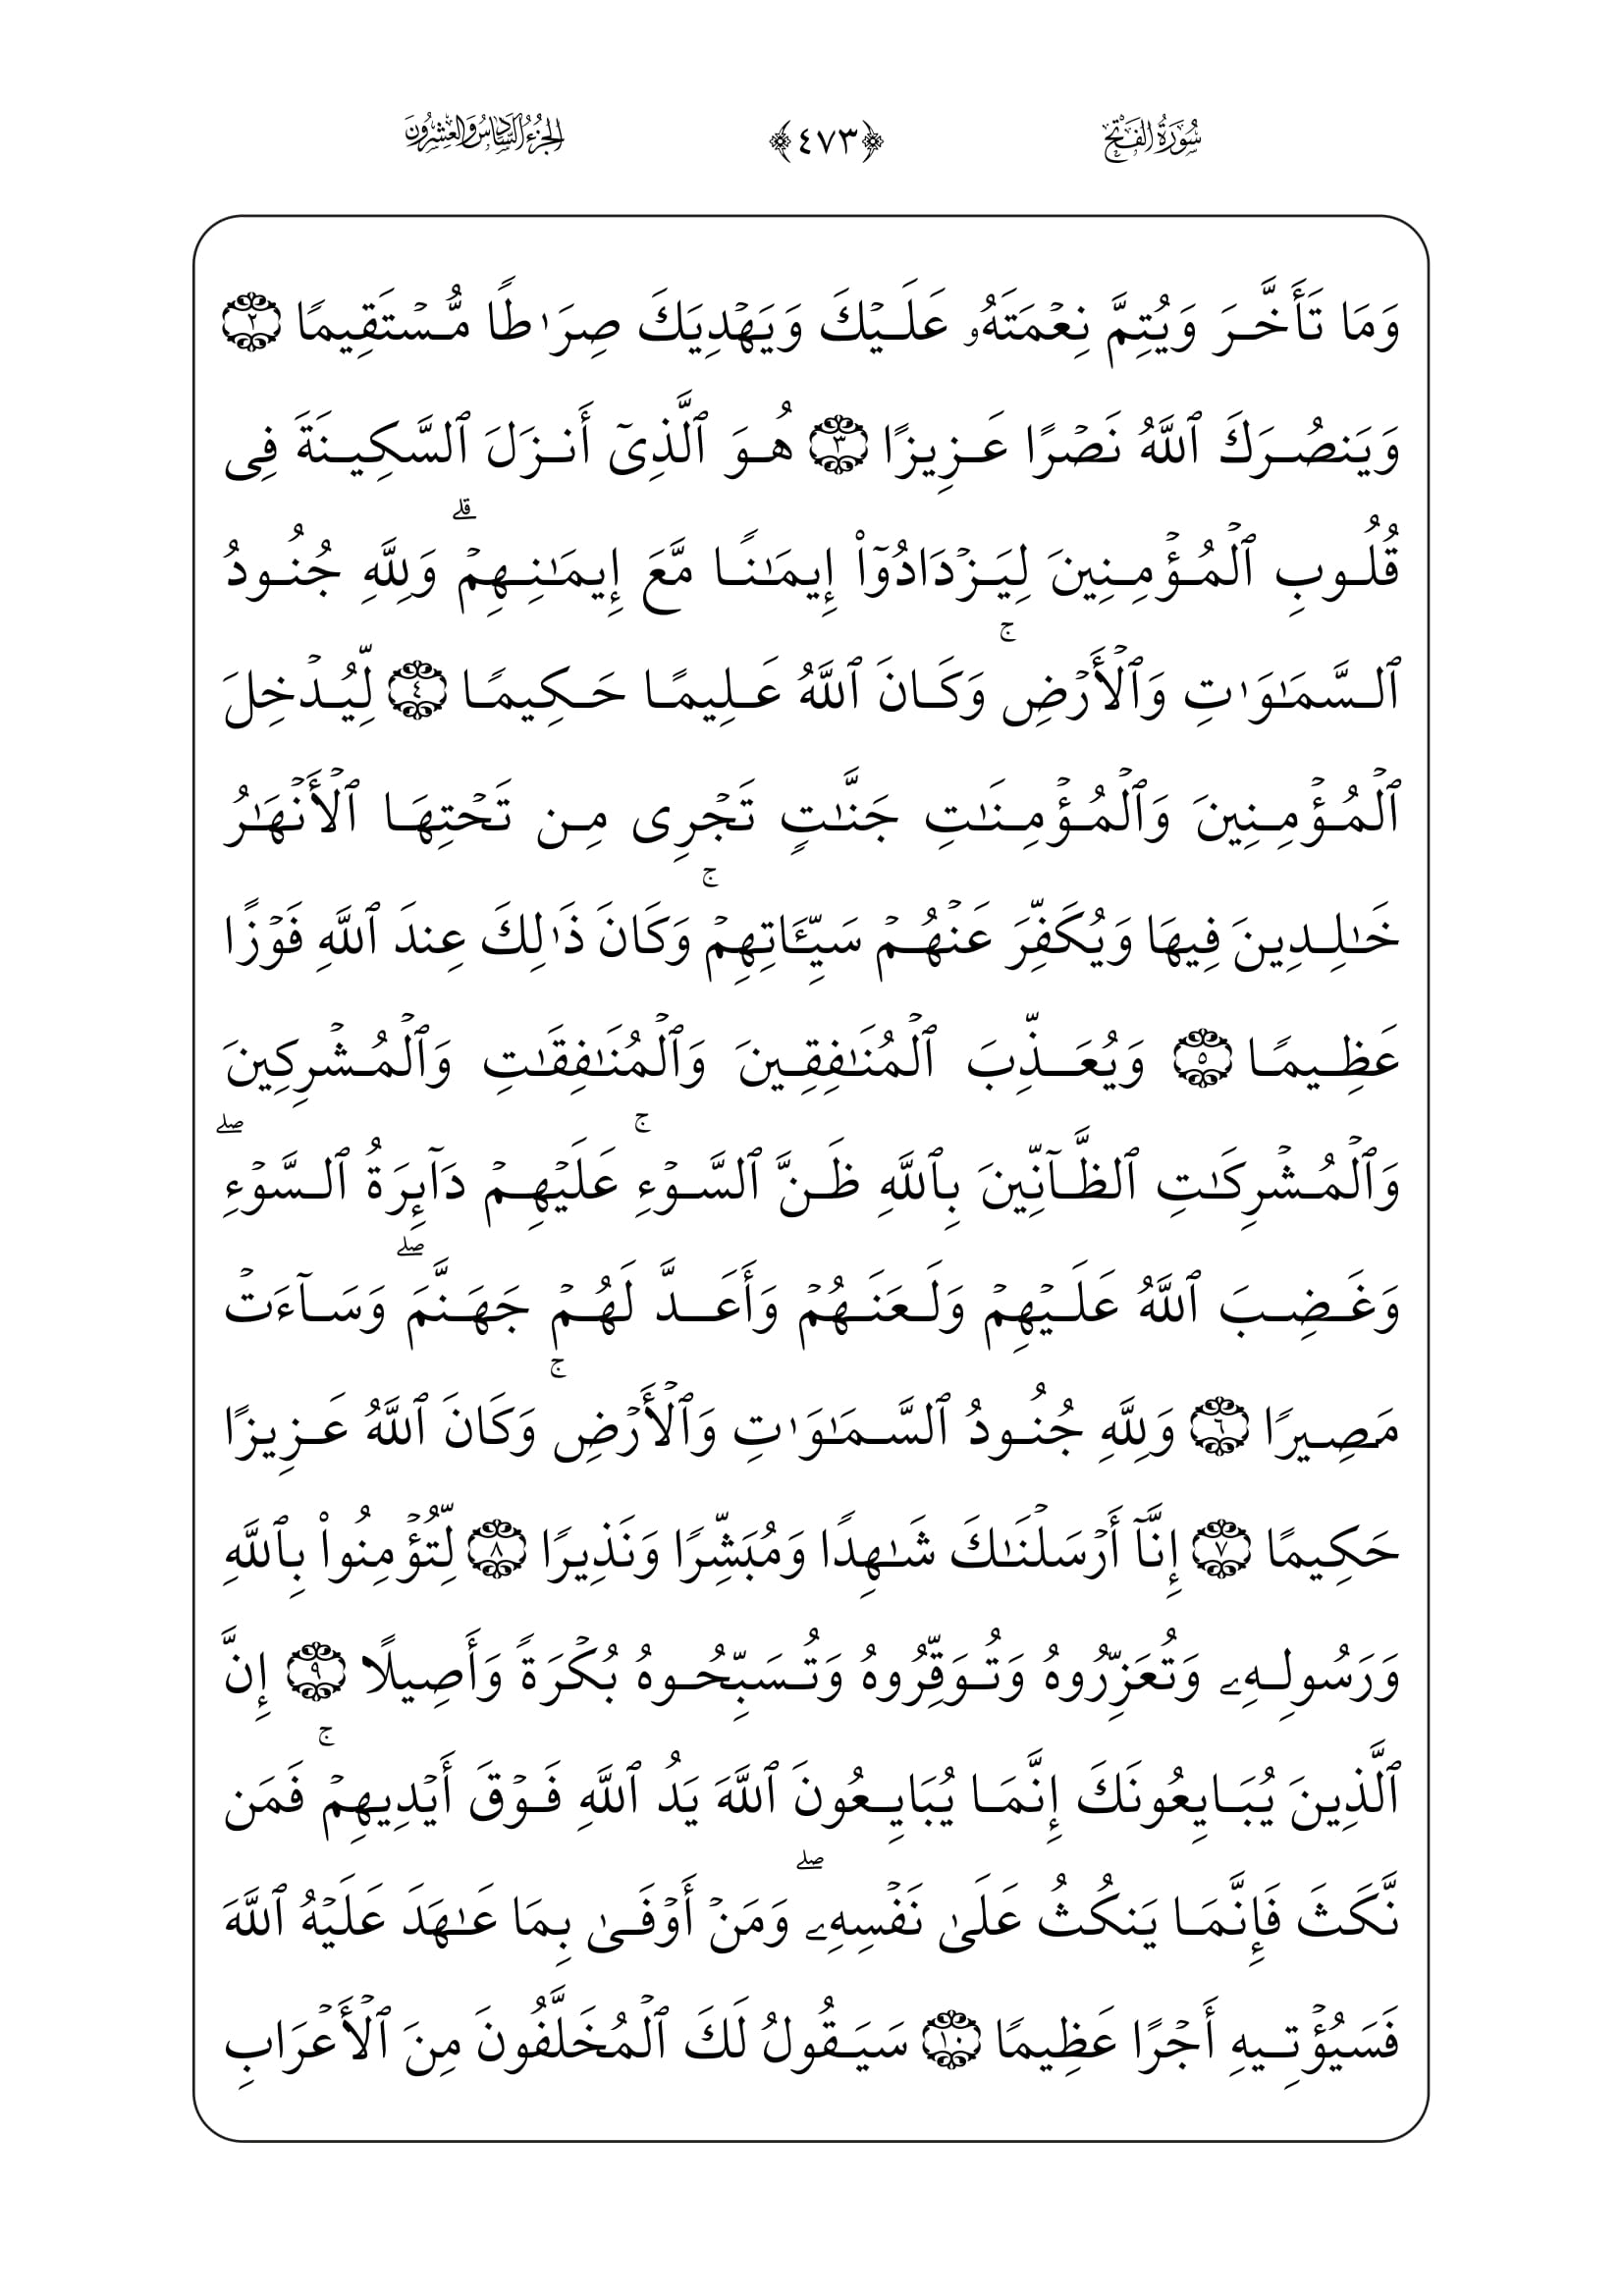 سُورَةُ الفَتْحِ ﴿٤٧٣﴾ الجُزْءُ السَّادِسُ وَالعِشْرُونَ
وَمَا تَأَخَّرَ وَيُتِمَّ نِعْمَتَهُۥ عَلَيْكَ وَيَهْدِيَكَ صِرَٰطًا مُّسْتَقِيمًا ٢
وَيَنصُرَكَ ٱللَّهُ نَصْرًا عَزِيزًا ٣ هُوَ ٱلَّذِىٓ أَنزَلَ ٱلسَّكِينَةَ فِى
قُلُوبِ ٱلْمُؤْمِنِينَ لِيَزْدَادُوٓا۟ إِيمَٰنًا مَّعَ إِيمَٰنِهِمْ ۗ وَلِلَّهِ جُنُودُ
ٱلسَّمَٰوَٰتِ وَٱلْأَرْضِ ۚ وَكَانَ ٱللَّهُ عَلِيمًا حَكِيمًا ٤ لِّيُدْخِلَ
ٱلْمُؤْمِنِينَ وَٱلْمُؤْمِنَٰتِ جَنَّٰتٍ تَجْرِى مِن تَحْتِهَا ٱلْأَنْهَٰرُ
خَٰلِدِينَ فِيهَا وَيُكَفِّرَ عَنْهُمْ سَيِّـَٔاتِهِمْ ۚ وَكَانَ ذَٰلِكَ عِندَ ٱللَّهِ فَوْزًا
عَظِيمًا ٥ وَيُعَذِّبَ ٱلْمُنَٰفِقِينَ وَٱلْمُنَٰفِقَٰتِ وَٱلْمُشْرِكِينَ
وَٱلْمُشْرِكَٰتِ ٱلظَّآنِّينَ بِٱللَّهِ ظَنَّ ٱلسَّوْءِ ۚ عَلَيْهِمْ دَآئِرَةُ ٱلسَّوْءِ ۖ
وَغَضِبَ ٱللَّهُ عَلَيْهِمْ وَلَعَنَهُمْ وَأَعَدَّ لَهُمْ جَهَنَّمَ ۖ وَسَآءَتْ
مَصِيرًا ٦ وَلِلَّهِ جُنُودُ ٱلسَّمَٰوَٰتِ وَٱلْأَرْضِ ۚ وَكَانَ ٱللَّهُ عَزِيزًا
حَكِيمًا ٧ إِنَّآ أَرْسَلْنَٰكَ شَٰهِدًا وَمُبَشِّرًا وَنَذِيرًا ٨ لِّتُؤْمِنُوا۟ بِٱللَّهِ
وَرَسُولِهِۦ وَتُعَزِّرُوهُ وَتُوَقِّرُوهُ وَتُسَبِّحُوهُ بُكْرَةً وَأَصِيلًا ٩ إِنَّ
ٱلَّذِينَ يُبَايِعُونَكَ إِنَّمَا يُبَايِعُونَ ٱللَّهَ يَدُ ٱللَّهِ فَوْقَ أَيْدِيهِمْ ۚ فَمَن
نَّكَثَ فَإِنَّمَا يَنكُثُ عَلَىٰ نَفْسِهِۦ ۖ وَمَنْ أَوْفَىٰ بِمَا عَٰهَدَ عَلَيْهُ ٱللَّهَ
فَسَيُؤْتِيهِ أَجْرًا عَظِيمًا ١٠ سَيَقُولُ لَكَ ٱلْمُخَلَّفُونَ مِنَ ٱلْأَعْرَابِ